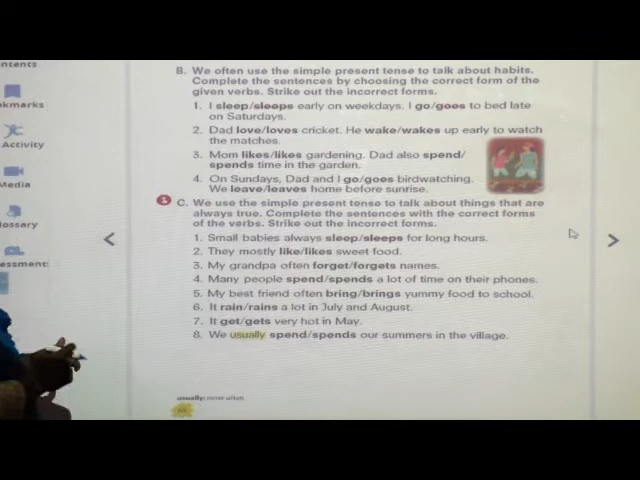 ntents
okmarks
Activity
Media
lossary
sessment
B. We often use the simple present tense to talk about habits.
Complete the sentences by choosing the correct form of the
given verbs. Strike out the incorrect forms.
1. I sleep/sleeps early on weekdays. I go/goes to bed late
on Saturdays.
2. Dad love/loves cricket. He wake/wakes up early to watch
the matches.
3. Mom likes/likes gardening. Dad also spend/
spends time in the garden.
4. On Sundays, Dad and I go/goes birdwatching.
We leave/leaves home before sunrise.
C. We use the simple present tense to talk about things that are
always true. Complete the sentences with the correct forms
of the verbs. Strike out the incorrect forms.
1. Small babies always sleep/sleeps for long hours.
2. They mostly like/likes sweet food.
3. My grandpa often forget/forgets names.
4. Many people spend/spends a lot of time on their phones.
5. My best friend often bring/brings yummy food to school.
6. It rain/rains a lot in July and August.
7. It get/gets very hot in May.
8. We usually spend/spends our summers in the village.
usually: most often